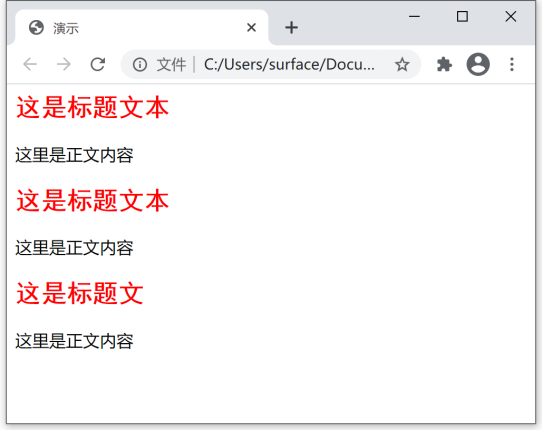 演示
文件 C:/Users/surface/Docu...
这是标题文本
这里是正文内容
这是标题文本
这里是正文内容
这是标题文
这里是正文内容